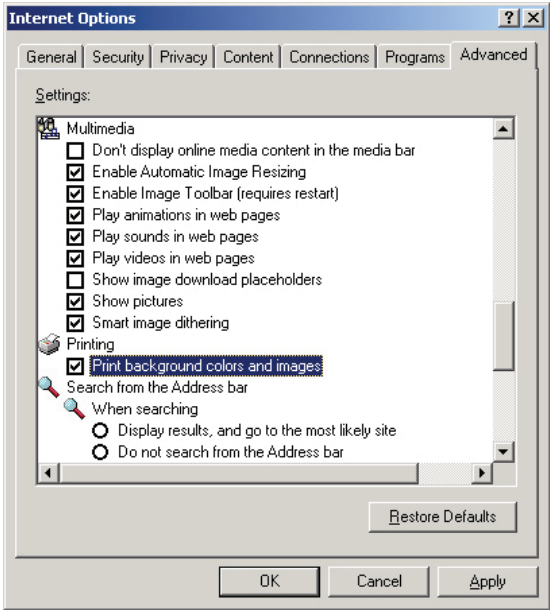 Internet Options
General Security Privacy Content Connections Programs Advanced
Settings:
Multimedia
Don't display online media content in the media bar
Enable Automatic Image Resizing
Enable Image Toolbar (requires restart)
Play animations in web pages
Play sounds in web pages
Play videos in web pages
Show image download placeholders
Show pictures
Smart image dithering
Printing
Print background colors and images
Search from the Address bar
When searching
Display results, and go to the most likely site
Do not search from the Address bar
Restore Defaults
OK Cancel Apply